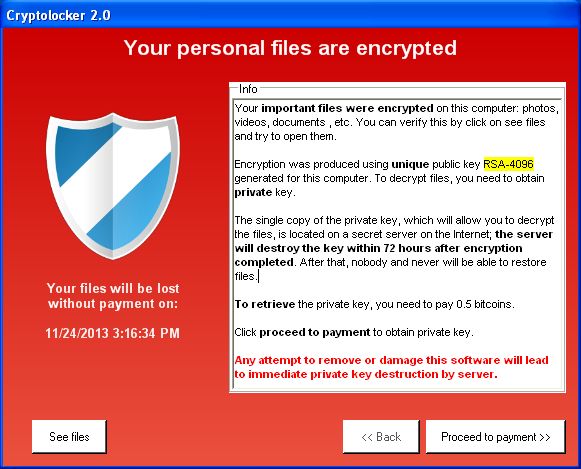 Cryptolocker 2.0
Your personal files are encrypted
Info
Your important files were encrypted on this computer: photos,
videos, documents , etc. You can verify this by click on see files
and try to open them.
Encryption was produced using unique public key RSA-4096
generated for this computer. To decrypt files, you need to obtain
private key.
The single copy of the private key, which will allow you to decrypt
the files, is located on a secret server on the Internet; the server
will destroy the key within 72 hours after encryption
completed. After that, nobody and never will be able to restore
files.
To retrieve the private key, you need to pay 0.5 bitcoins.
Click proceed to payment to obtain private key.
Any attempt to remove or damage this software will lead
to immediate private key destruction by server.
Your files will be lost
without payment on:
11/24/2013 3:16:34 PM
See files
<< Back
Proceed to payment >>